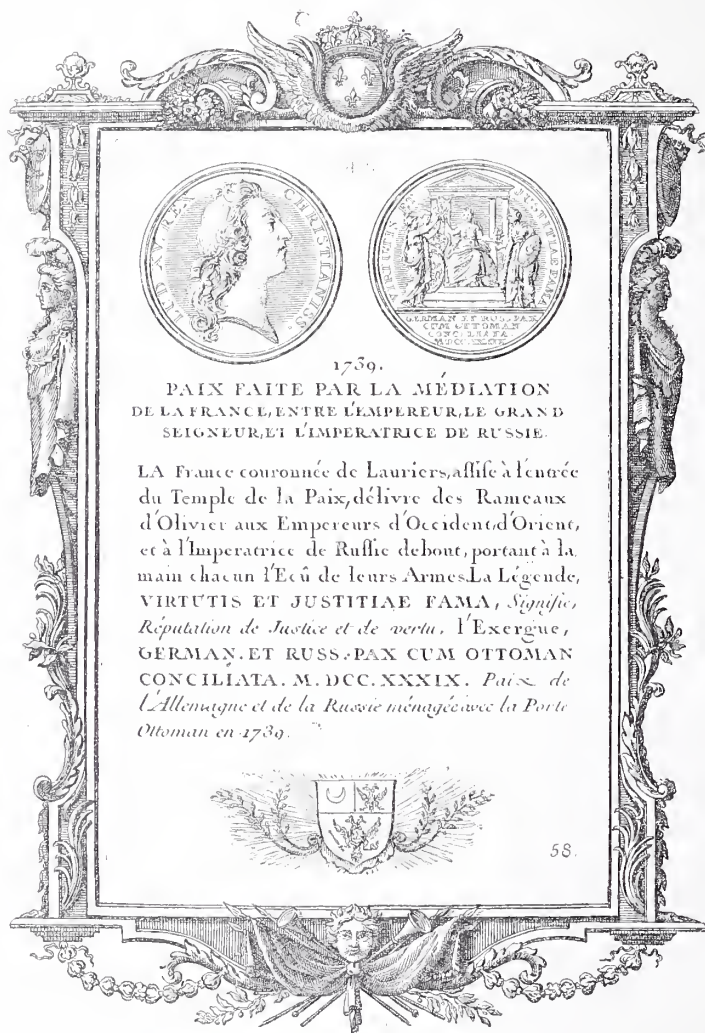 LUD. XV. REX CHRISTIANISS.
VIRTUTIS ET JUSTITIAE FAMA
GERMAN ET RUSS. PAX
CUM OTTOMAN
CONCILIATA
MDCCXXXIX
1739.
PAIX FAITE PAR LA MÉDIATION
DE LA FRANCE, ENTRE L'EMPEREUR, LE GRAND
SEIGNEUR, ET L'IMPERATRICE DE RUSSIE.
LA France couronnée de Lauriers, assise à l'entrée
du Temple de la Paix, délivre des Rameaux
d'Olivier aux Empereurs d'Occident, d'Orient,
et à l'Imperatrice de Russie debout, portant à la
main chacun l'Ecû de leurs Armes. La Légende,
VIRTUTIS ET JUSTITIAE FAMA, Signifie,
Réputation de Justice et de vertu, l'Exergue,
GERMAN. ET RUSS. PAX CUM OTTOMAN
CONCILIATA. M. DCC. XXXIX. Paix de
l'Allemagne et de la Russie ménagée avec la Porte
Ottoman en 1739.
58.